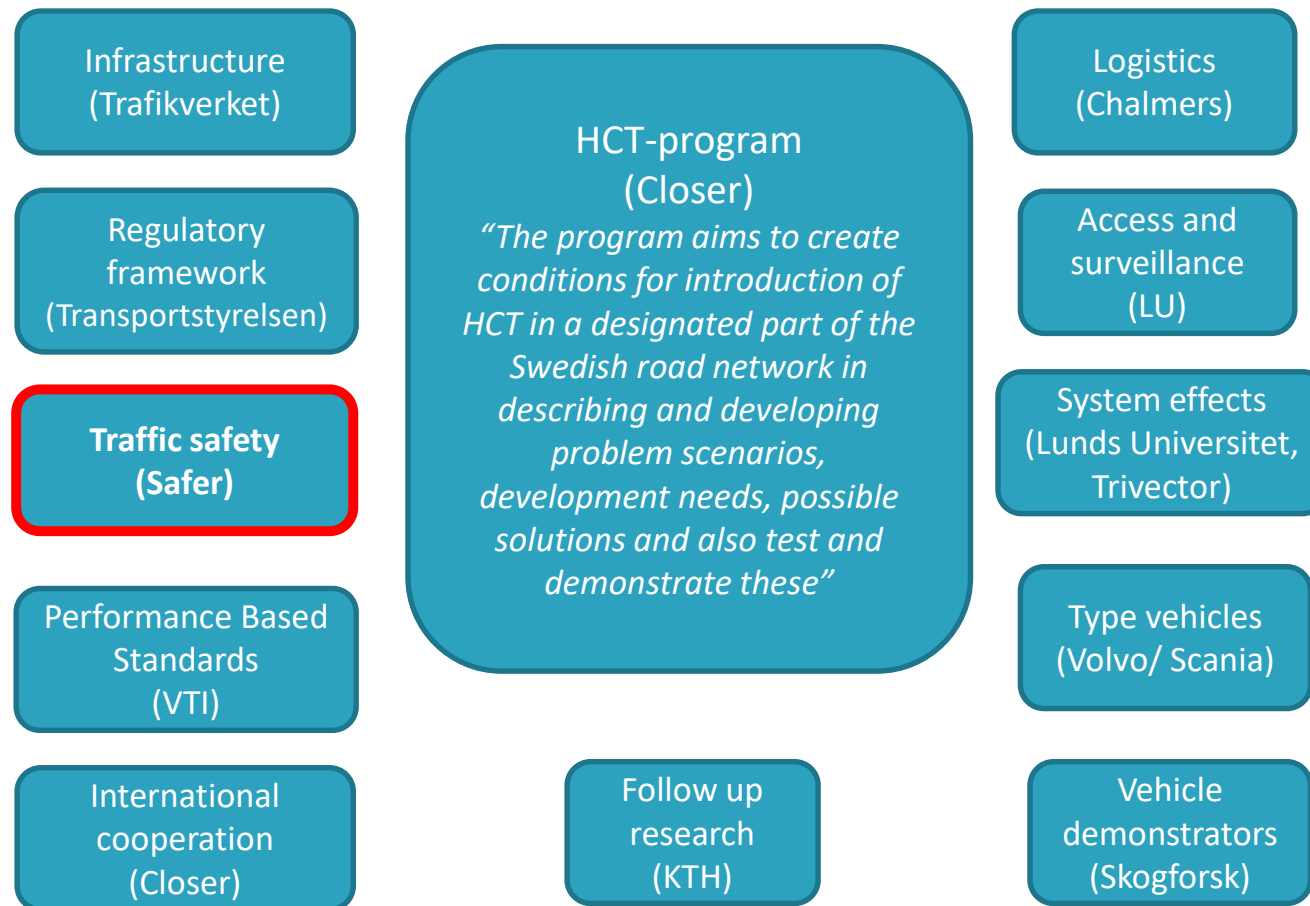 Infrastructure
(Trafikverket)
Regulatory
framework
(Transportstyrelsen)
Traffic safety
(Safer)
Performance Based
Standards
(VTI)
International
cooperation
(Closer)
HCT-program
(Closer)
“The program aims to create
conditions for introduction of
HCT in a designated part of the
Swedish road network in
describing and developing
problem scenarios,
development needs, possible
solutions and also test and
demonstrate these”
Follow up
research
(KTH)
Logistics
(Chalmers)
Access and
surveillance
(LU)
System effects
(Lunds Universitet,
Trivector)
Type vehicles
(Volvo/ Scania)
Vehicle
demonstrators
(Skogforsk)